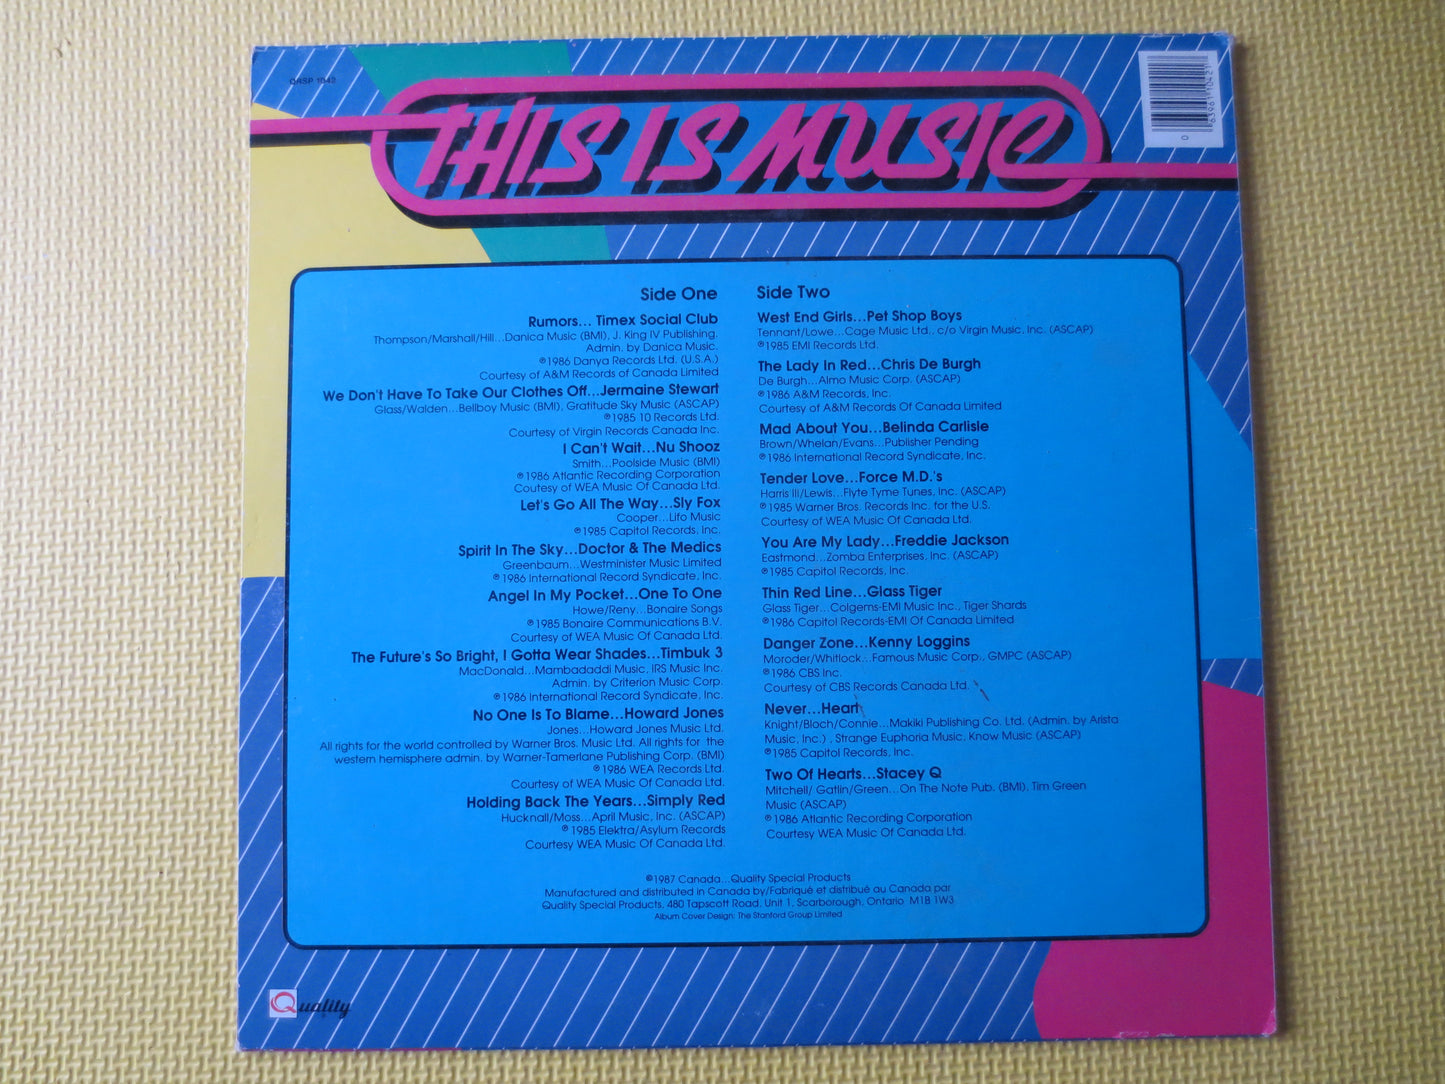 QRSP 1042
THIS IS MUSIC
0 63961 10421
Side One
Rumors... Timex Social Club
Thompson/Marshall/Hill...Danica Music (BMI), J. King IV Publishing.
Admin. by Danica Music.
℗1986 Danya Records Ltd. (U.S.A.)
Courtesy of A&M Records of Canada Limited
We Don't Have To Take Our Clothes Off...Jermaine Stewart
Glass/Walden...Bellboy Music (BMI), Gratitude Sky Music (ASCAP)
℗1985 10 Records Ltd.
Courtesy of Virgin Records Canada Inc.
I Can't Wait...Nu Shooz
Smith...Poolside Music (BMI)
℗1986 Atlantic Recording Corporation
Coutesy of WEA Music Of Canada Ltd.
Let's Go All The Way...Sly Fox
Cooper...Lifo Music
℗1985 Capitol Records, Inc.
Spirit In The Sky...Doctor & The Medics
Greenbaum...Westminister Music Limited
℗1986 International Record Syndicate, Inc.
Angel In My Pocket...One To One
Howe/Reny...Bonaire Songs
℗1985 Bonaire Communications B.V.
Courtesy of WEA Music Of Canada Ltd.
The Future's So Bright, I Gotta Wear Shades...Timbuk 3
MacDonald...Mambadaddi Music, IRS Music Inc.
Admin. by Criterion Music Corp.
℗1986 International Record Syndicate, Inc.
No One Is To Blame...Howard Jones
Jones...Howard Jones Music Ltd.
All rights for the world controlled by Warner Bros. Music Ltd. All rights for the
western hemisphere admin. by Warner-Tamerlane Publishing Corp. (BMI)
℗1986 WEA Records Ltd.
Courtesy of WEA Music Of Canada Ltd.
Holding Back The Years...Simply Red
Hucknall/Moss...April Music, Inc. (ASCAP)
℗1985 Elektra/Asylum Records
Courtesy WEA Music Of Canada Ltd.
Side Two
West End Girls...Pet Shop Boys
Tennant/Lowe...Cage Music Ltd., c/o Virgin Music, Inc. (ASCAP)
℗1985 EMI Records Ltd.
The Lady In Red...Chris De Burgh
De Burgh...Almo Music Corp. (ASCAP)
℗1986 A&M Records, Inc.
Courtesy of A&M Records Of Canada Limited
Mad About You...Belinda Carlisle
Brown/Whelan/Evans...Publisher Pending
℗1986 International Record Syndicate, Inc.
Tender Love...Force M.D.'s
Harris III/Lewis...Flyte Tyme Tunes, Inc. (ASCAP)
℗1985 Warner Bros. Records Inc. for the U.S.
Courtesy of WEA Music Of Canada Ltd.
You Are My Lady...Freddie Jackson
Eastmond...Zomba Enterprises, Inc. (ASCAP)
℗1985 Capitol Records, Inc.
Thin Red Line...Glass Tiger
Glass Tiger...Colgems-EMI Music Inc., Tiger Shards
℗1986 Capitol Records-EMI Of Canada Limited
Danger Zone...Kenny Loggins
Moroder/Whitlock...Famous Music Corp., GMPC (ASCAP)
℗1986 CBS Inc.
Courtesy of CBS Records Canada Ltd.
Never...Heart
Knight/Bloch/Connie...Makiki Publishing Co. Ltd. (Admin. by Arista
Music, Inc.) , Strange Euphoria Music, Know Music (ASCAP)
℗1985 Capitol Records, Inc.
Two Of Hearts...Stacey Q
Mitchell/ Gatlin/Green...On The Note Pub. (BMI), Tim Green
Music (ASCAP)
℗1986 Atlantic Recording Corporation
Courtesy WEA Music Of Canada Ltd.
℗1987 Canada...Quality Special Products
Manufactured and distributed in Canada by/Fabriqué et distribué au Canada par
Quality Special Products, 480 Tapscott Road, Unit 1, Scarborough, Ontario M1B 1W3
Album Cover Design: The Stanford Group Limited
Quality